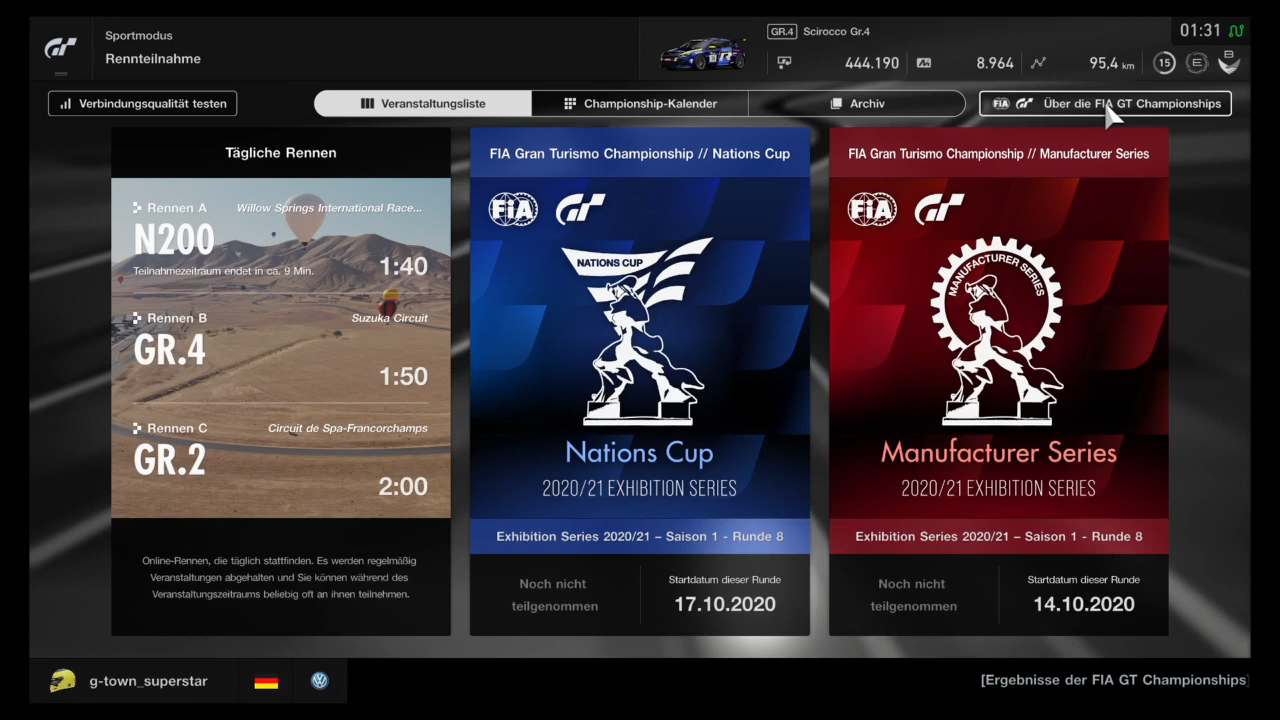 Sportmodus
Rennteilnahme
GR.4 Scirocco Gr.4
444.190
8.964
95,4 km
15
E
B
01:31
Verbindungsqualität testen
Veranstaltungsliste
Championship-Kalender
Archiv
FIA GT Über die FIA GT Championships
Tägliche Rennen
Rennen A Willow Springs International Race...
N200
Teilnahmezeitraum endet in ca. 9 Min. 1:40
Rennen B Suzuka Circuit
GR.4
1:50
Rennen C Circuit de Spa-Francorchamps
GR.2
2:00
Online-Rennen, die täglich stattfinden. Es werden regelmäßig
Veranstaltungen abgehalten und Sie können während des
Veranstaltungszeitraums beliebig oft an ihnen teilnehmen.
FIA Gran Turismo Championship // Nations Cup
FIA GT
NATIONS CUP
Nations Cup
2020/21 EXHIBITION SERIES
Exhibition Series 2020/21 – Saison 1 - Runde 8
Noch nicht
teilgenommen
Startdatum dieser Runde
17.10.2020
FIA Gran Turismo Championship // Manufacturer Series
FIA GT
MANUFACTURER SERIES
Manufacturer Series
2020/21 EXHIBITION SERIES
Exhibition Series 2020/21 – Saison 1 - Runde 8
Noch nicht
teilgenommen
Startdatum dieser Runde
14.10.2020
g-town_superstar
[Ergebnisse der FIA GT Championships]